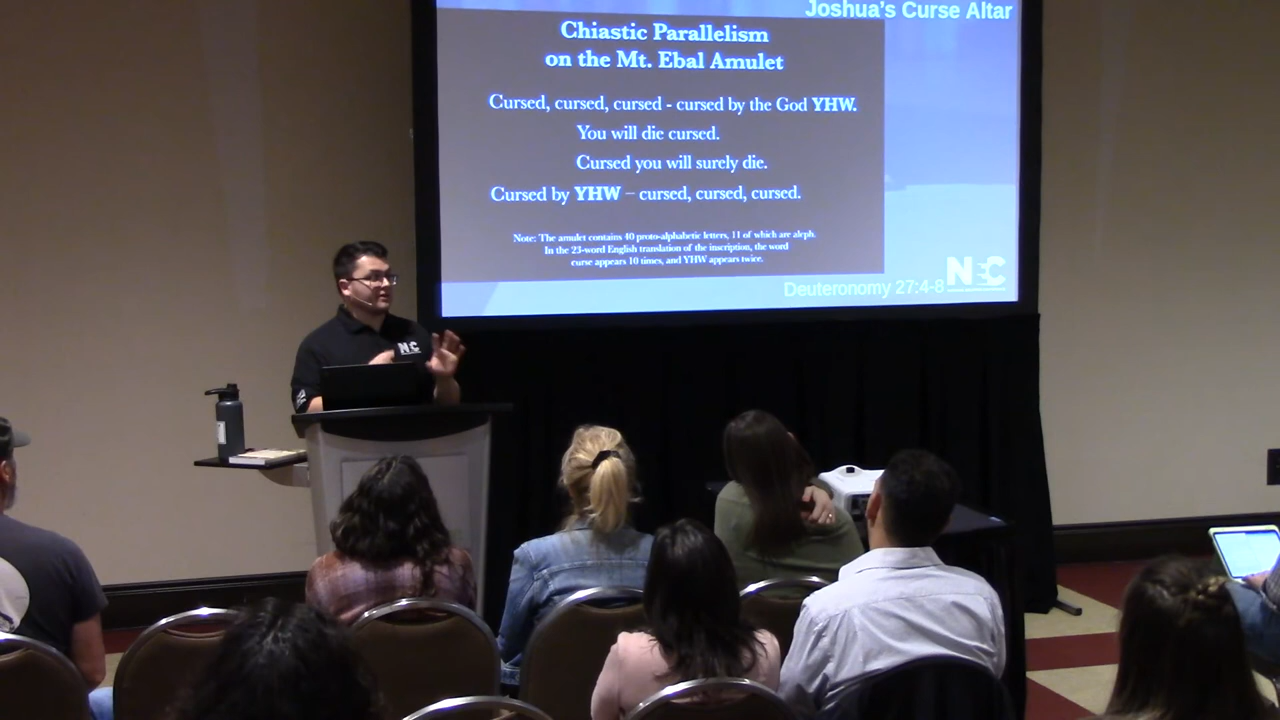 Joshua's Curse Altar
Chiastic Parallelism
on the Mt. Ebal Amulet
Cursed, cursed, cursed - cursed by the God YHW.
You will die cursed.
Cursed you will surely die.
Cursed by YHW – cursed, cursed, cursed.
Note: The amulet contains 40 proto-alphabetic letters, 11 of which are aleph.
In the 23-word English translation of the inscription, the word
curse appears 10 times, and YHW appears twice.
Deuteronomy 27:4-8